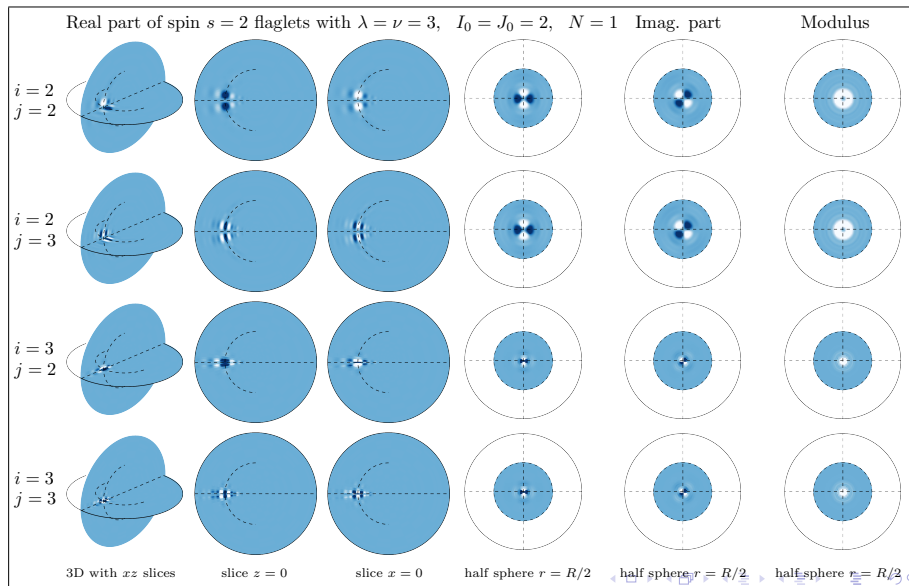 Real part of spin s = 2 flaglets with λ = ν = 3, I₀ = J₀ = 2, N = 1 Imag. part Modulus
i = 2
j = 2
i = 2
j = 3
i = 3
j = 2
i = 3
j = 3
3D with xz slices slice z = 0 slice x = 0 half sphere r = R/2 half sphere r = R/2 half sphere r = R/2